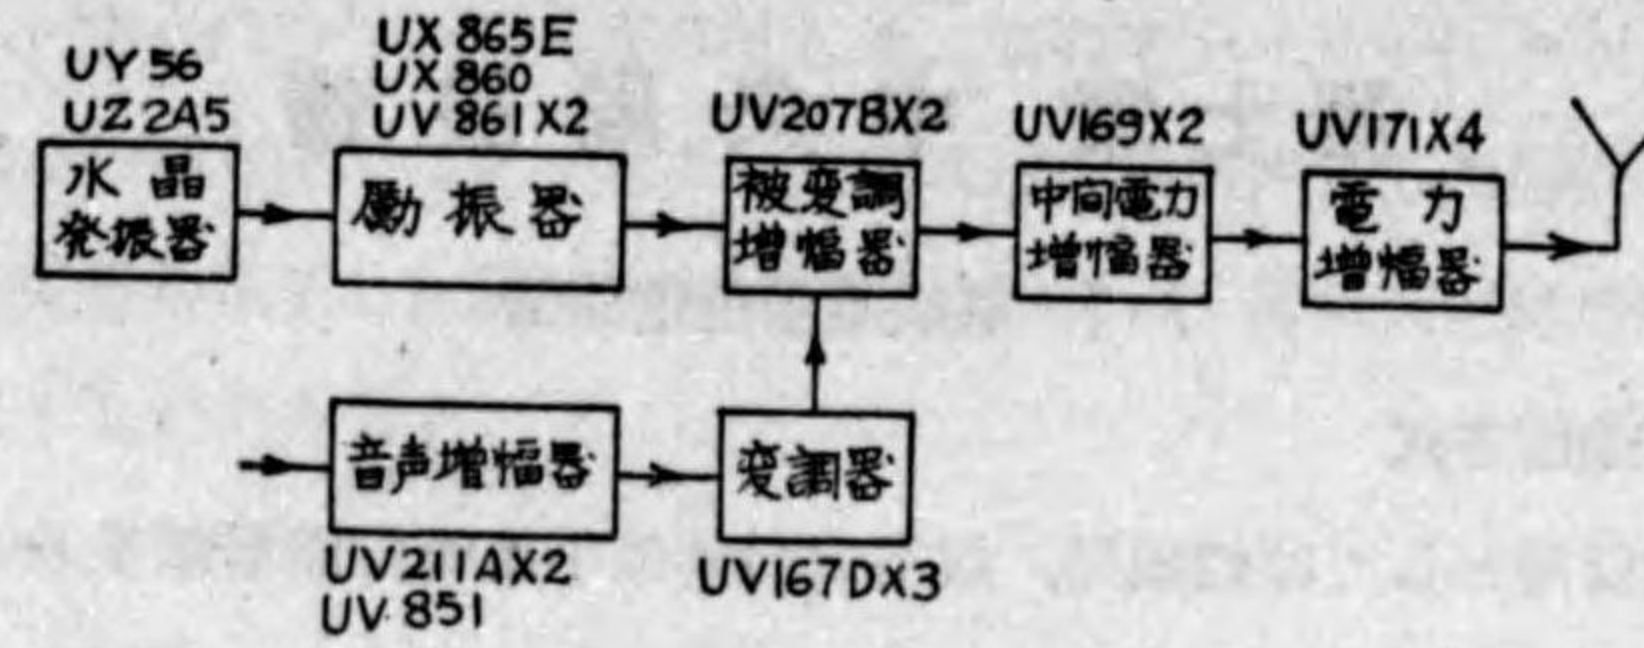 UY56
UZ2A5
水晶
発振器
UX865E
UX860
UV861X2
勵振器
UV207BX2
被変調
増幅器
UV169X2
中间電力
増幅器
UV171X4
電力
増幅器
音声増幅器
UV211AX2
UV851
変調器
UV167DX3